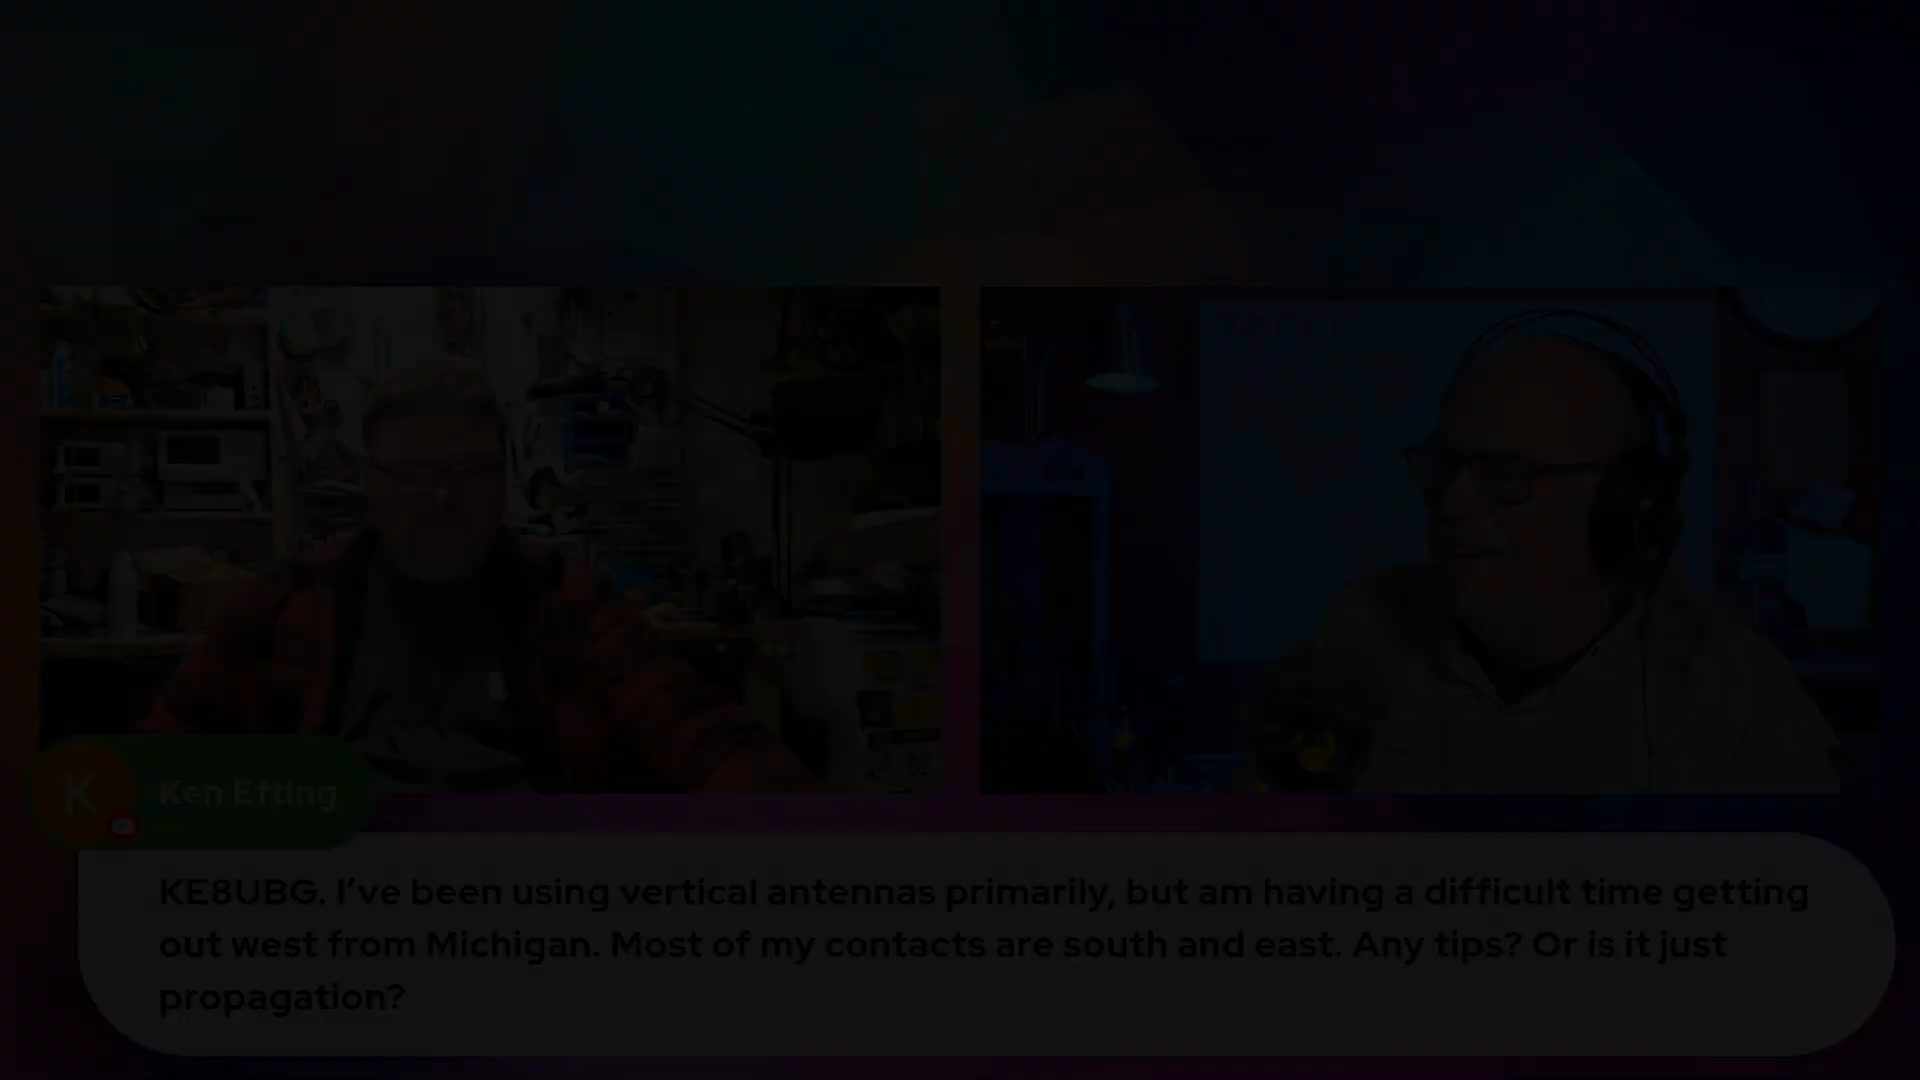 K
Ken Efting
KE8UBG. I've been using vertical antennas primarily, but am having a difficult time getting
out west from Michigan. Most of my contacts are south and east. Any tips? Or is it just
propagation?